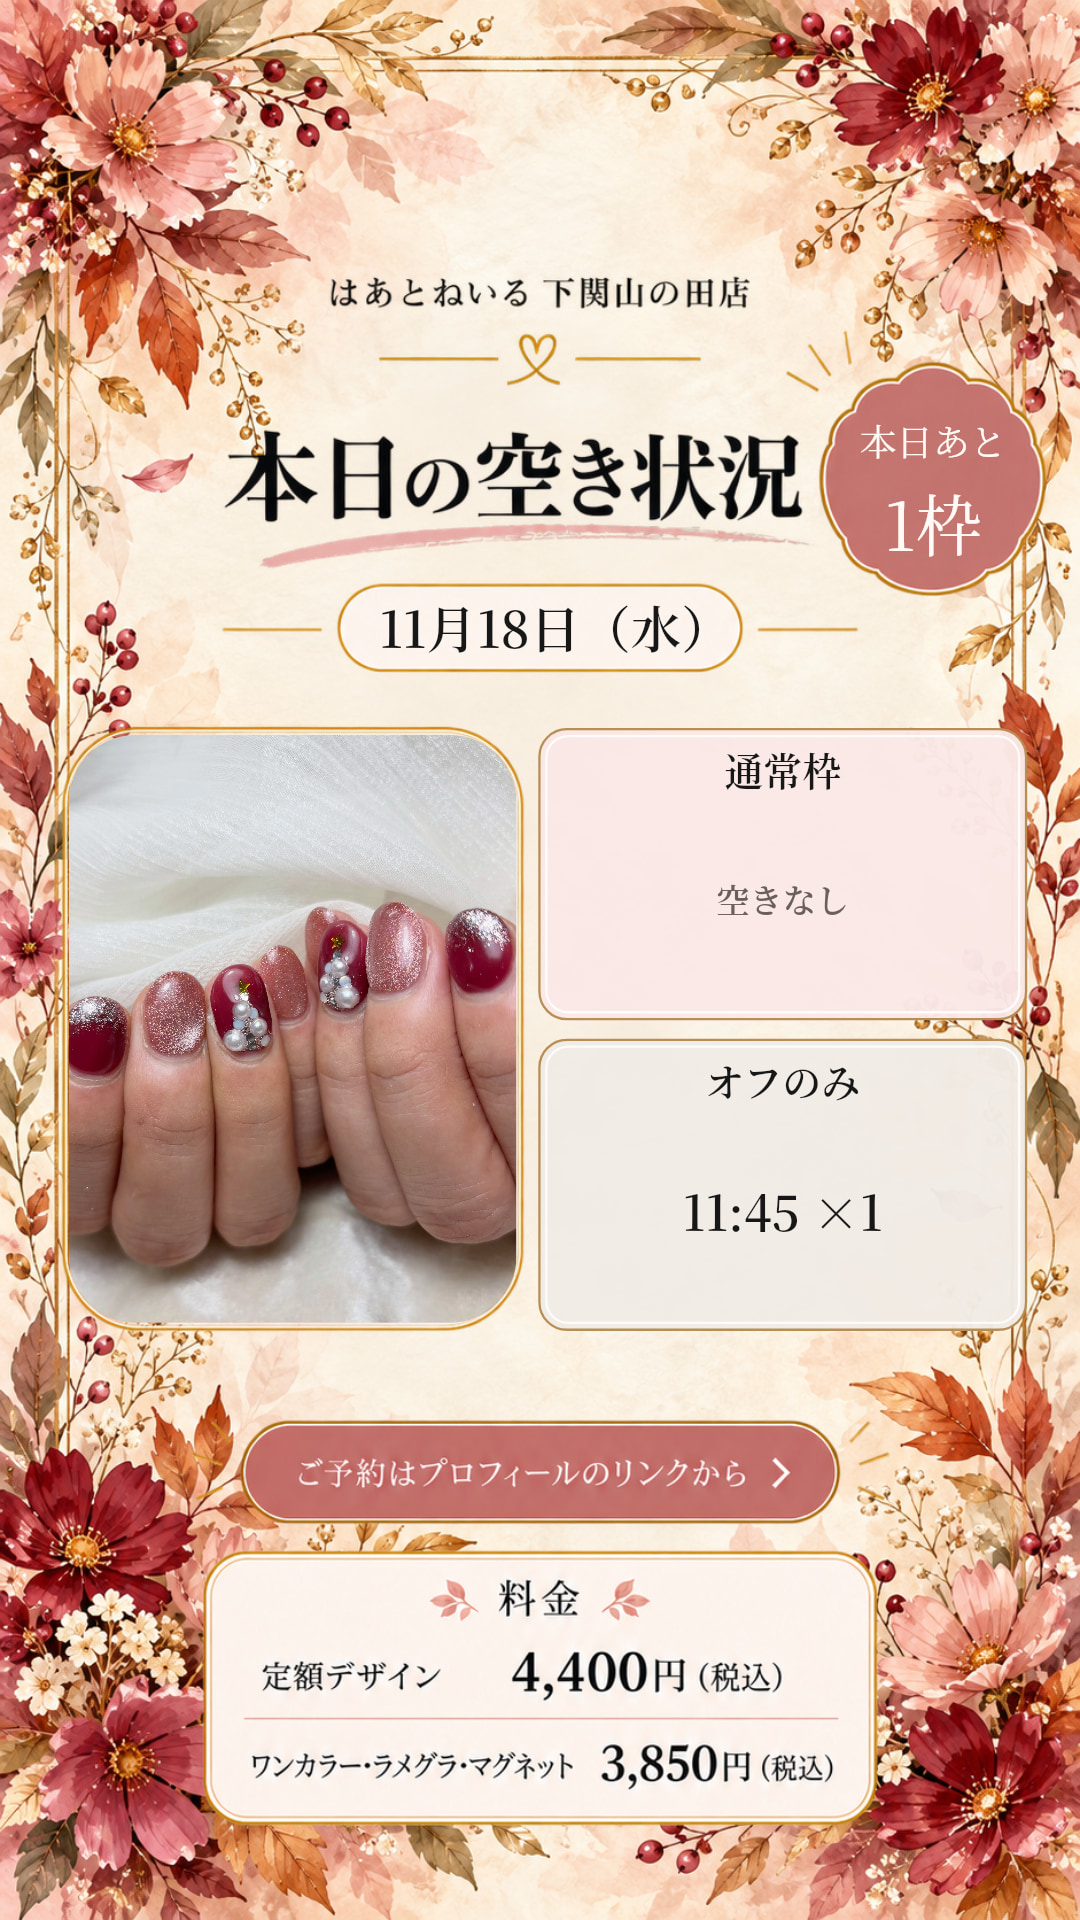 はあとねいる 下関山の田店
本日の空き状況
本日あと
1枠
11月18日（水）
通常枠
空きなし
オフのみ
11:45 ×1
ご予約はプロフィールのリンクから
料金
定額デザイン 4,400円 (税込)
ワンカラー・ラメグラ・マグネット 3,850円 (税込)